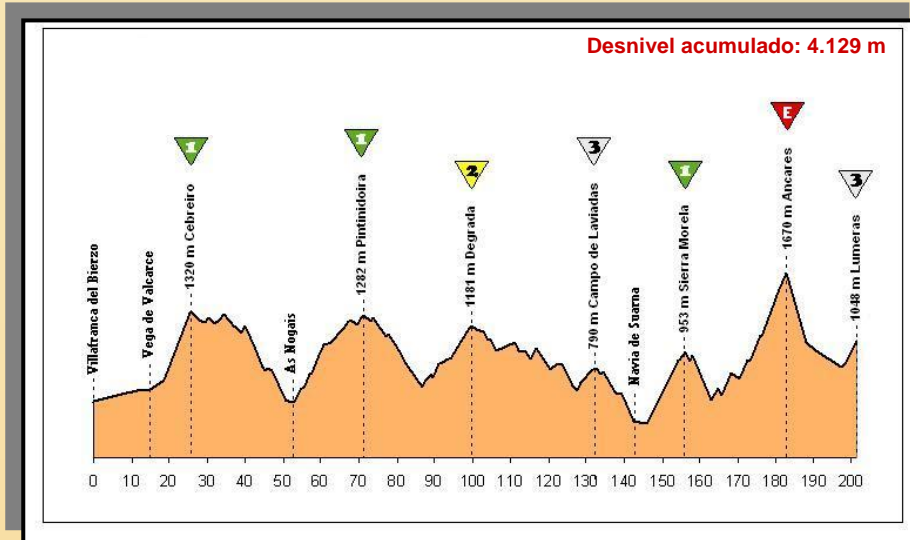 Desnivel acumulado: 4.129 m
E
1
1
2
3
1
3
Villafranca del Bierzo
Vega de Valcarce
1320 m Cebreiro
As Nogais
1282 m Pintinidoira
1181 m Degrada
790 m Campo de Laviadas
Navia de Suarna
953 m Sierra Morela
1670 m Ancares
1048 m Lumeras
0 10 20 30 40 50 60 70 80 90 100 110 120 130 140 150 160 170 180 190 200